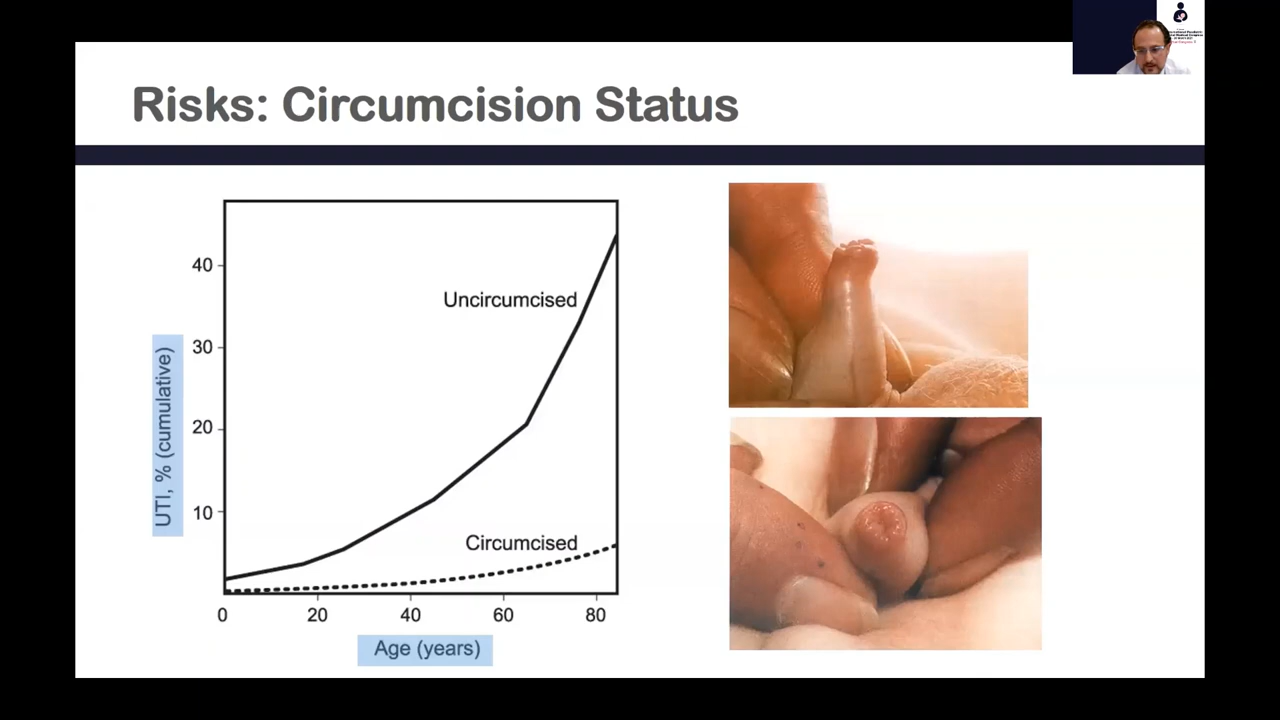 Risks: Circumcision Status
40
30
20
10
UTI, % (cumulative)
Uncircumcised
Circumcised
0 20 40 60 80
Age (years)